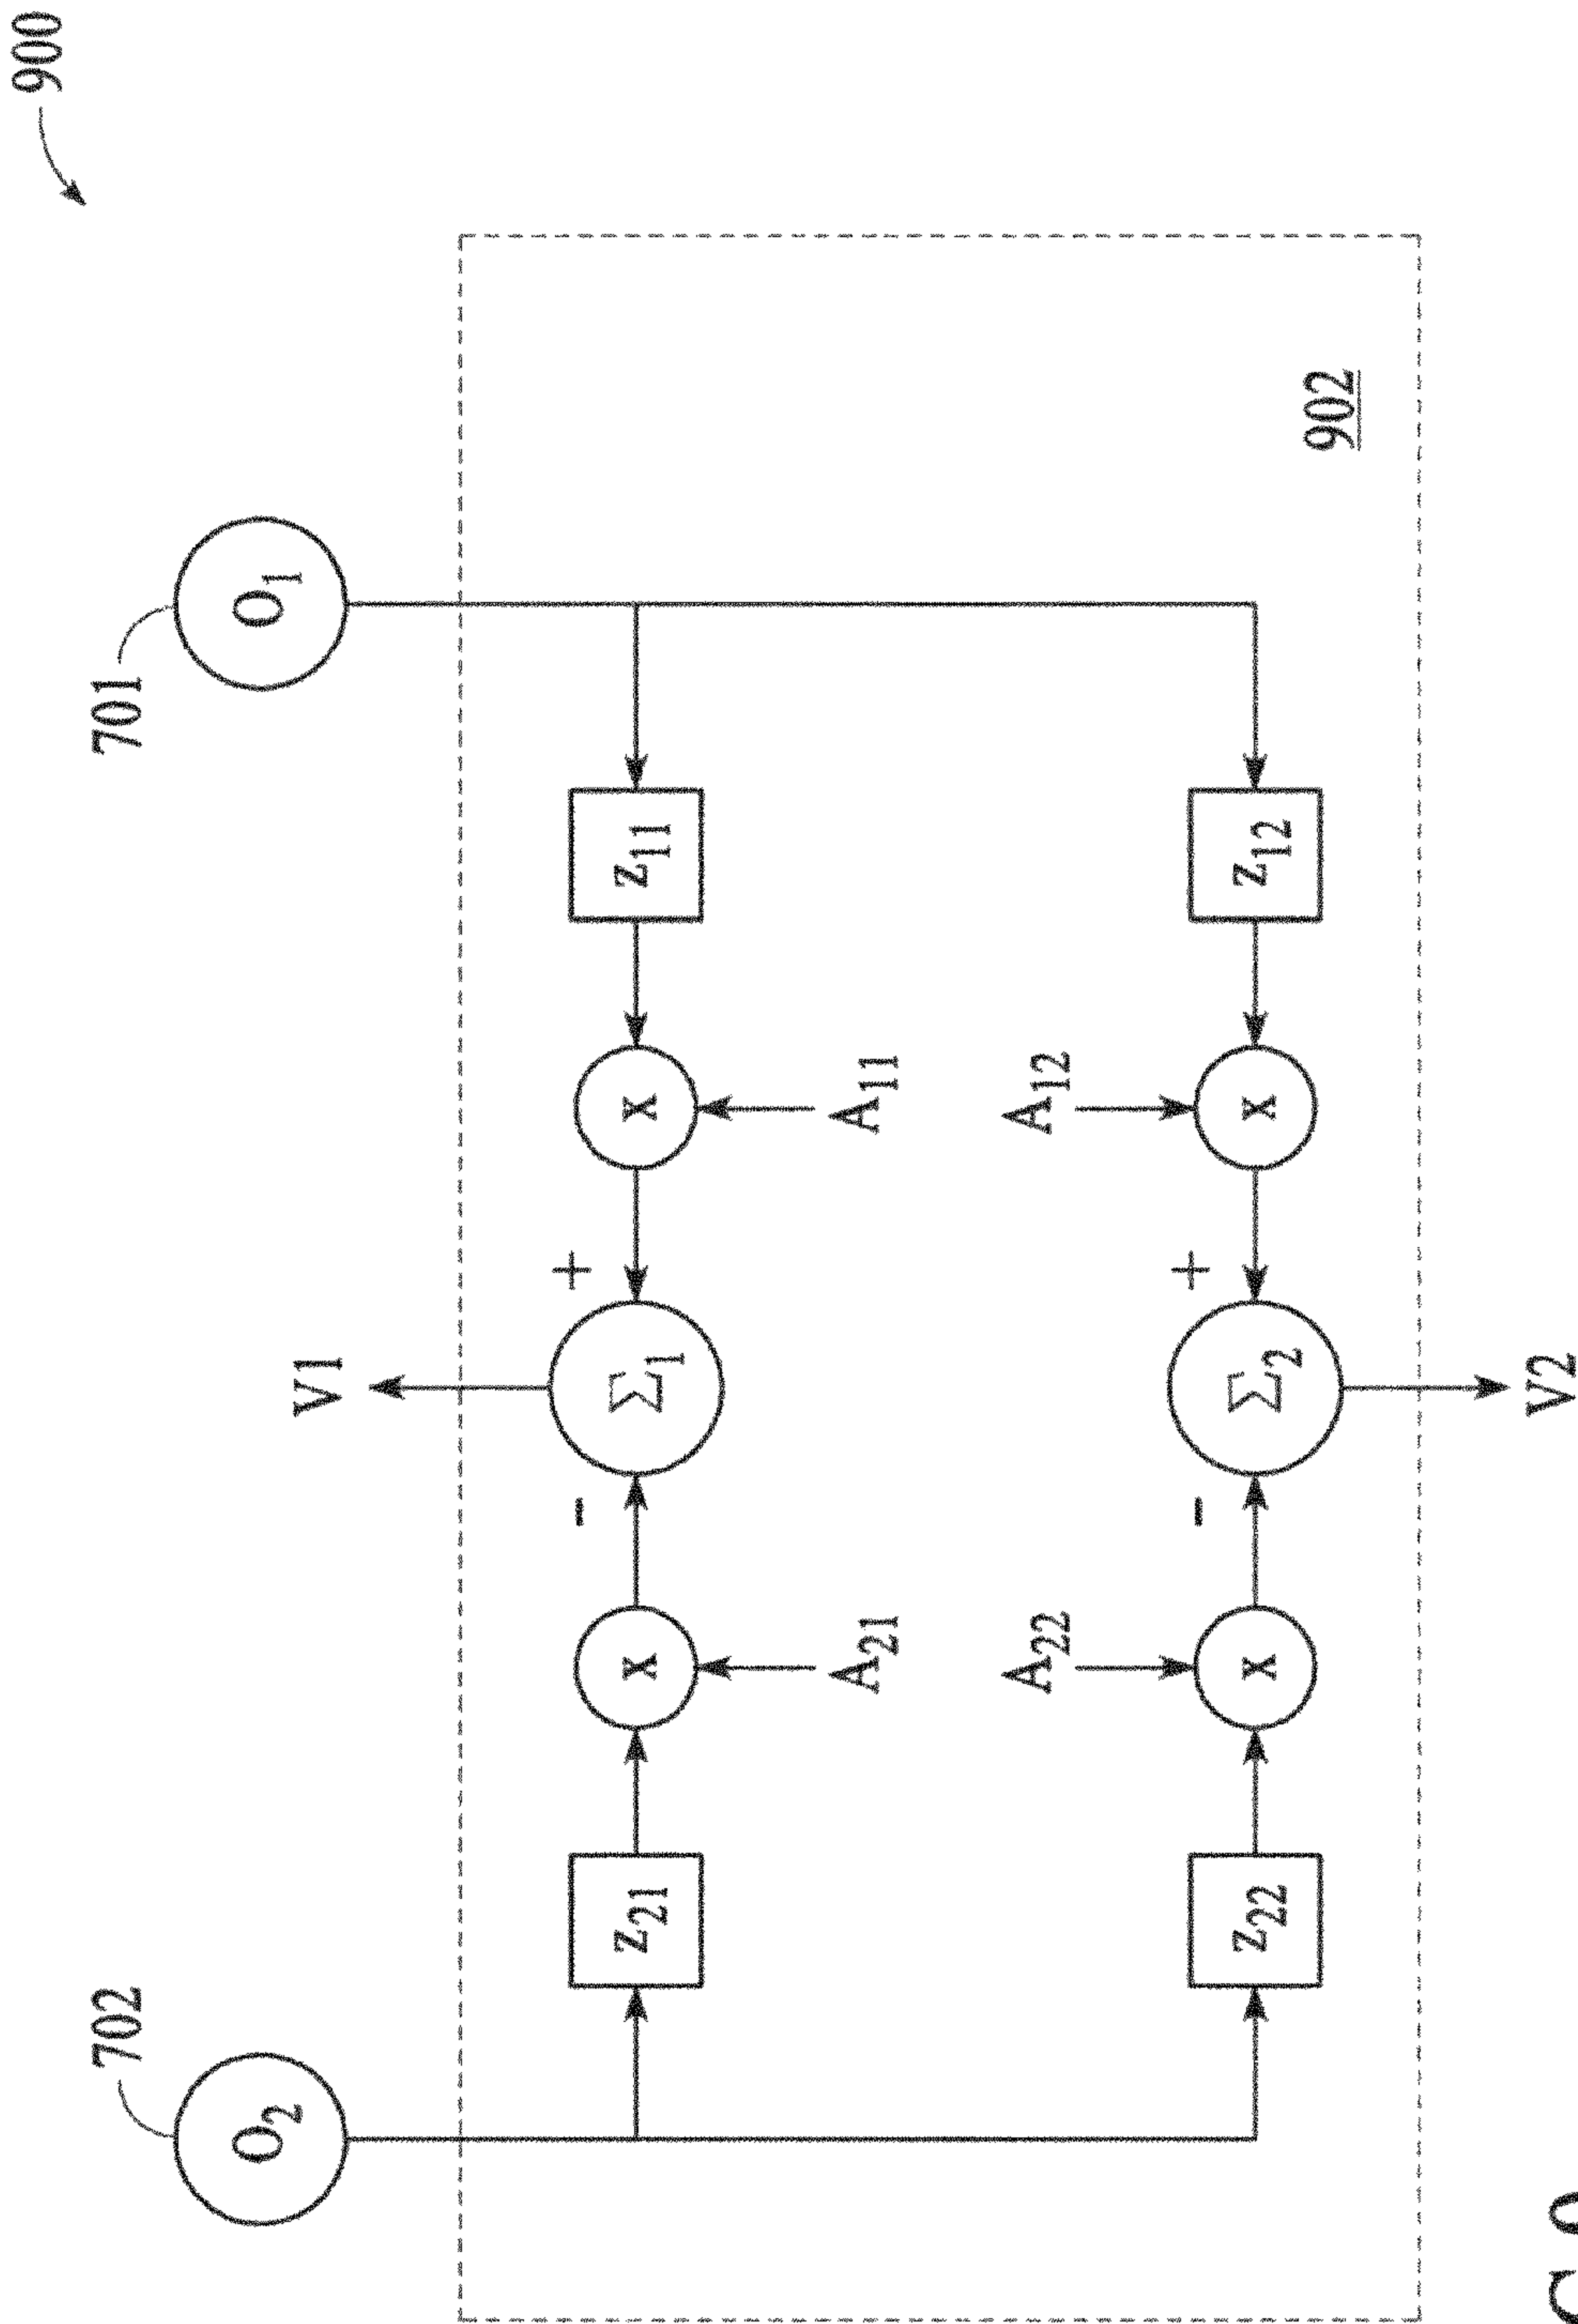 900
701
O1
702
O2
V1
z11
x
A11
+
Σ1
-
x
A21
z21
z12
x
A12
+
Σ2
-
x
A22
z22
V2
902